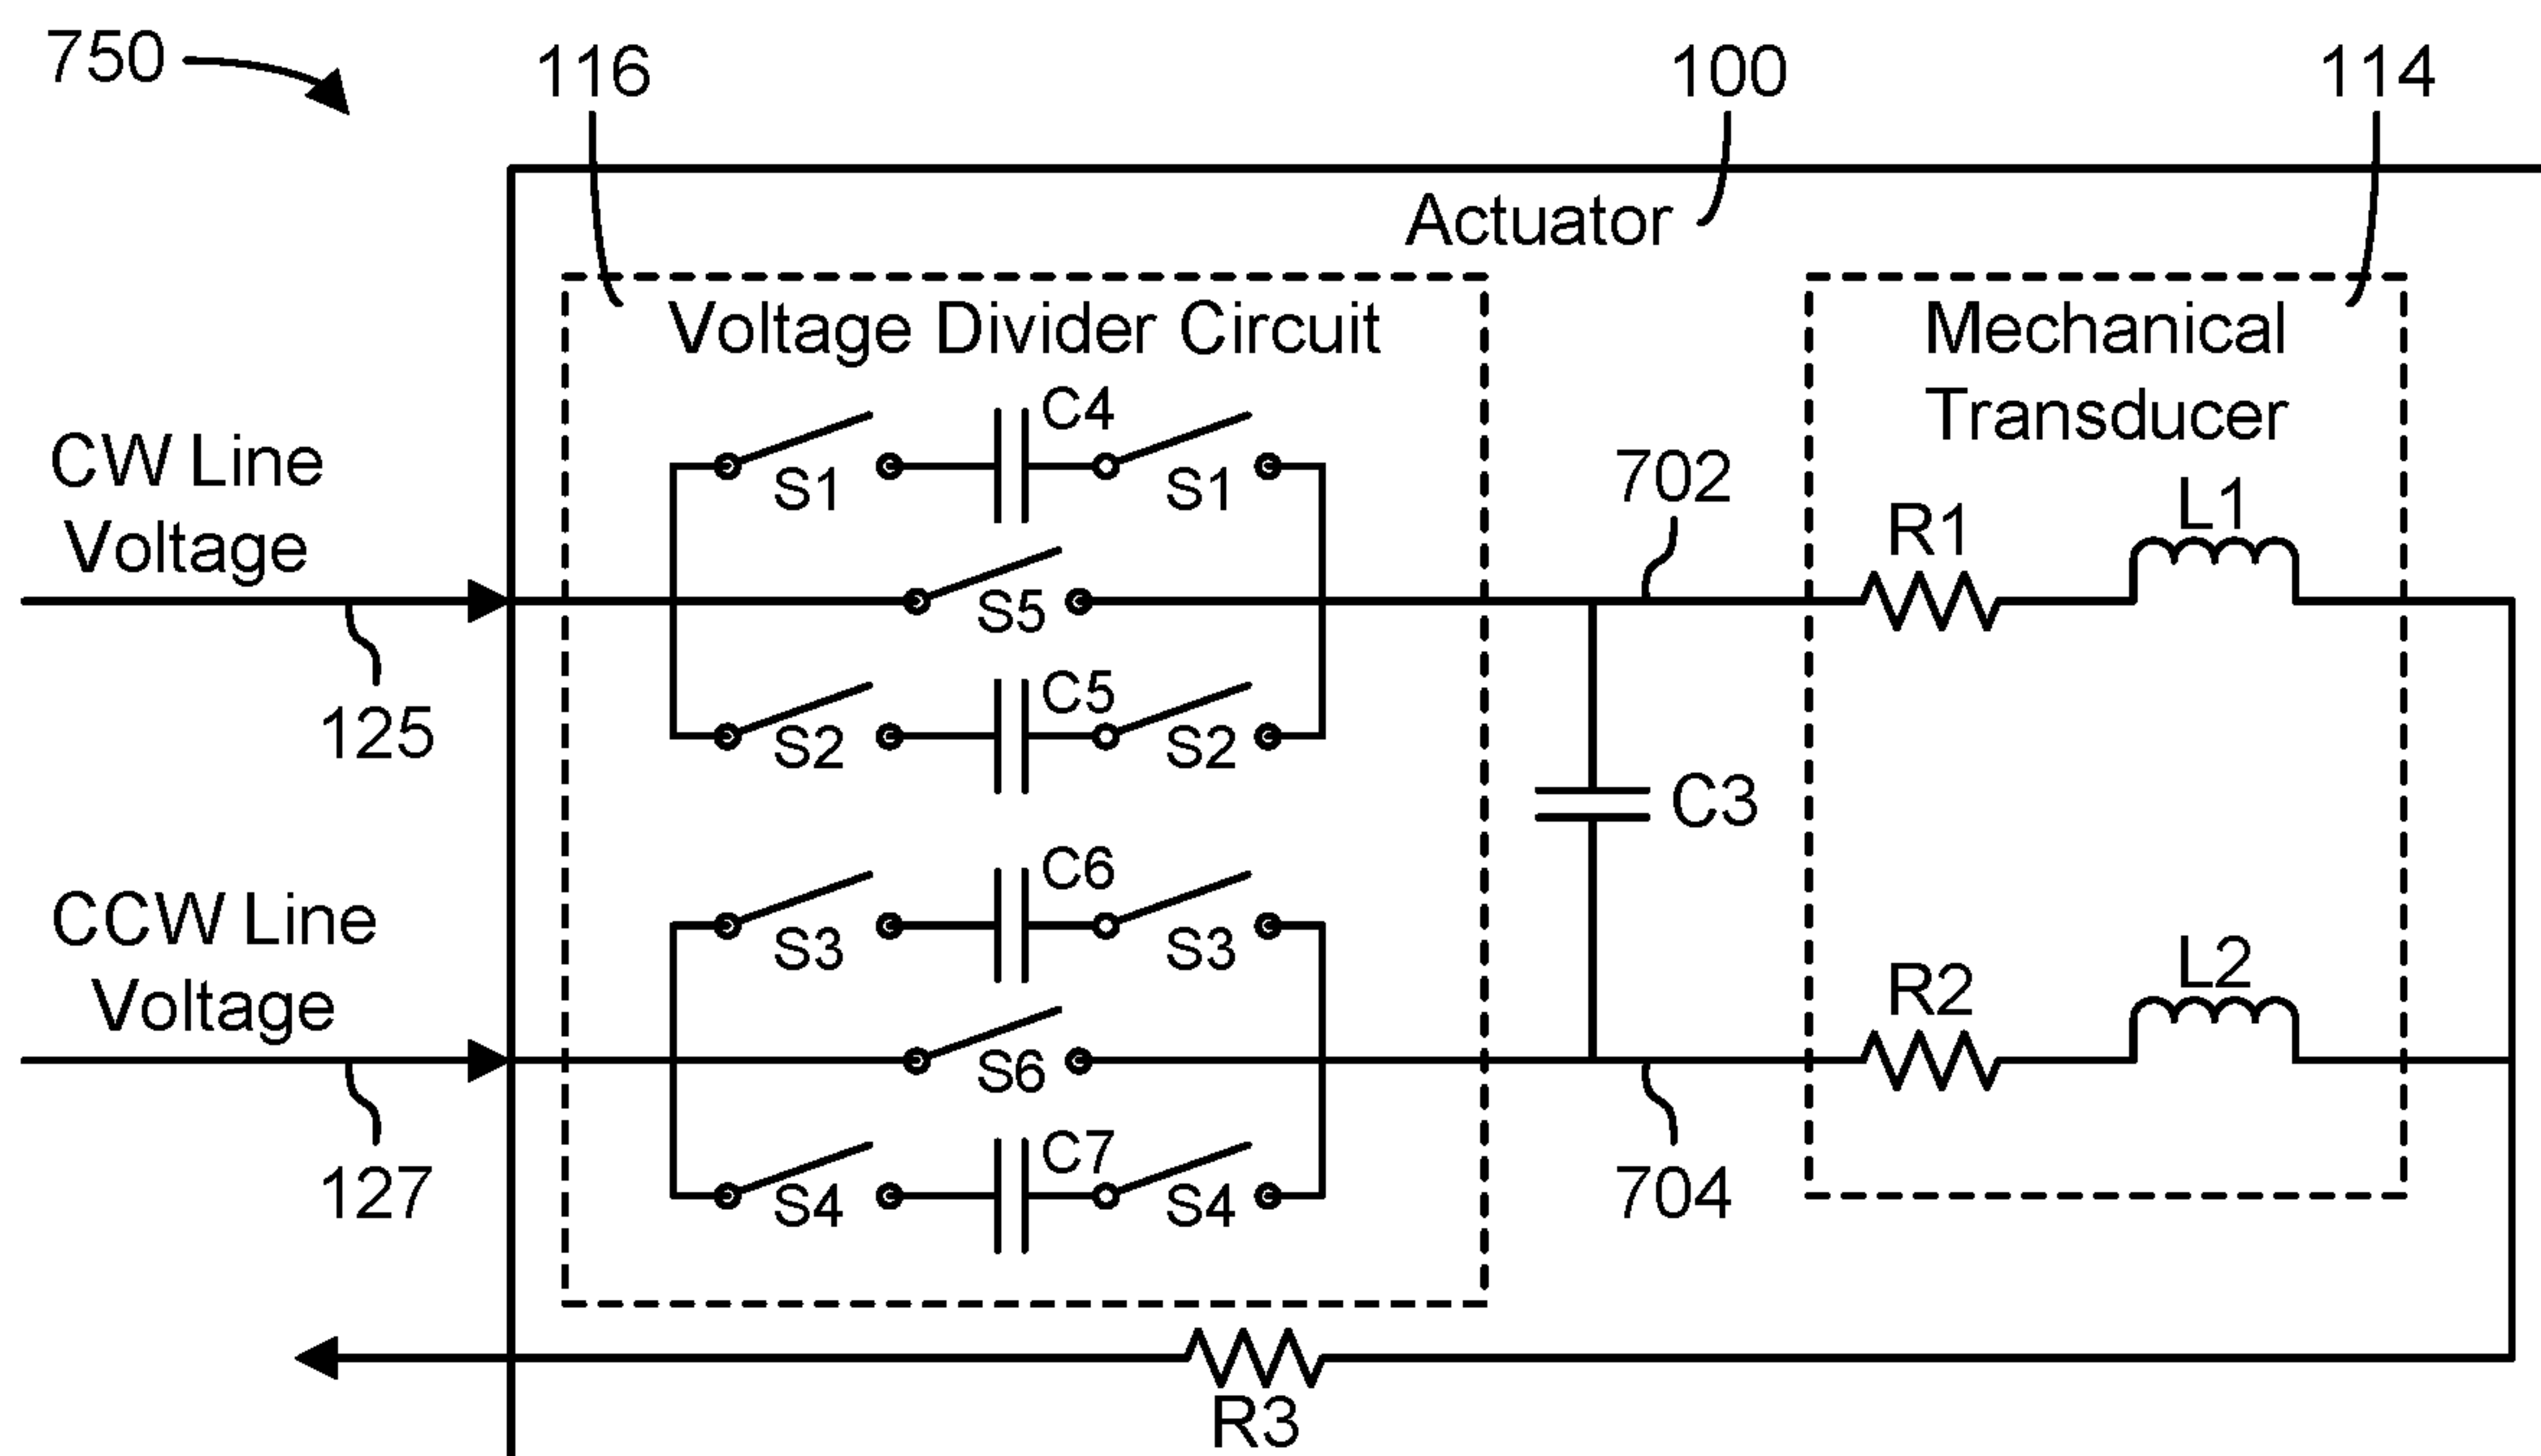 750
116
100
114
Actuator
Voltage Divider Circuit
Mechanical
Transducer
CW Line
Voltage
125
C4
S1
S1
S5
C5
S2
S2
702
R1
L1
C3
CCW Line
Voltage
127
C6
S3
S3
S6
C7
S4
S4
704
R2
L2
R3